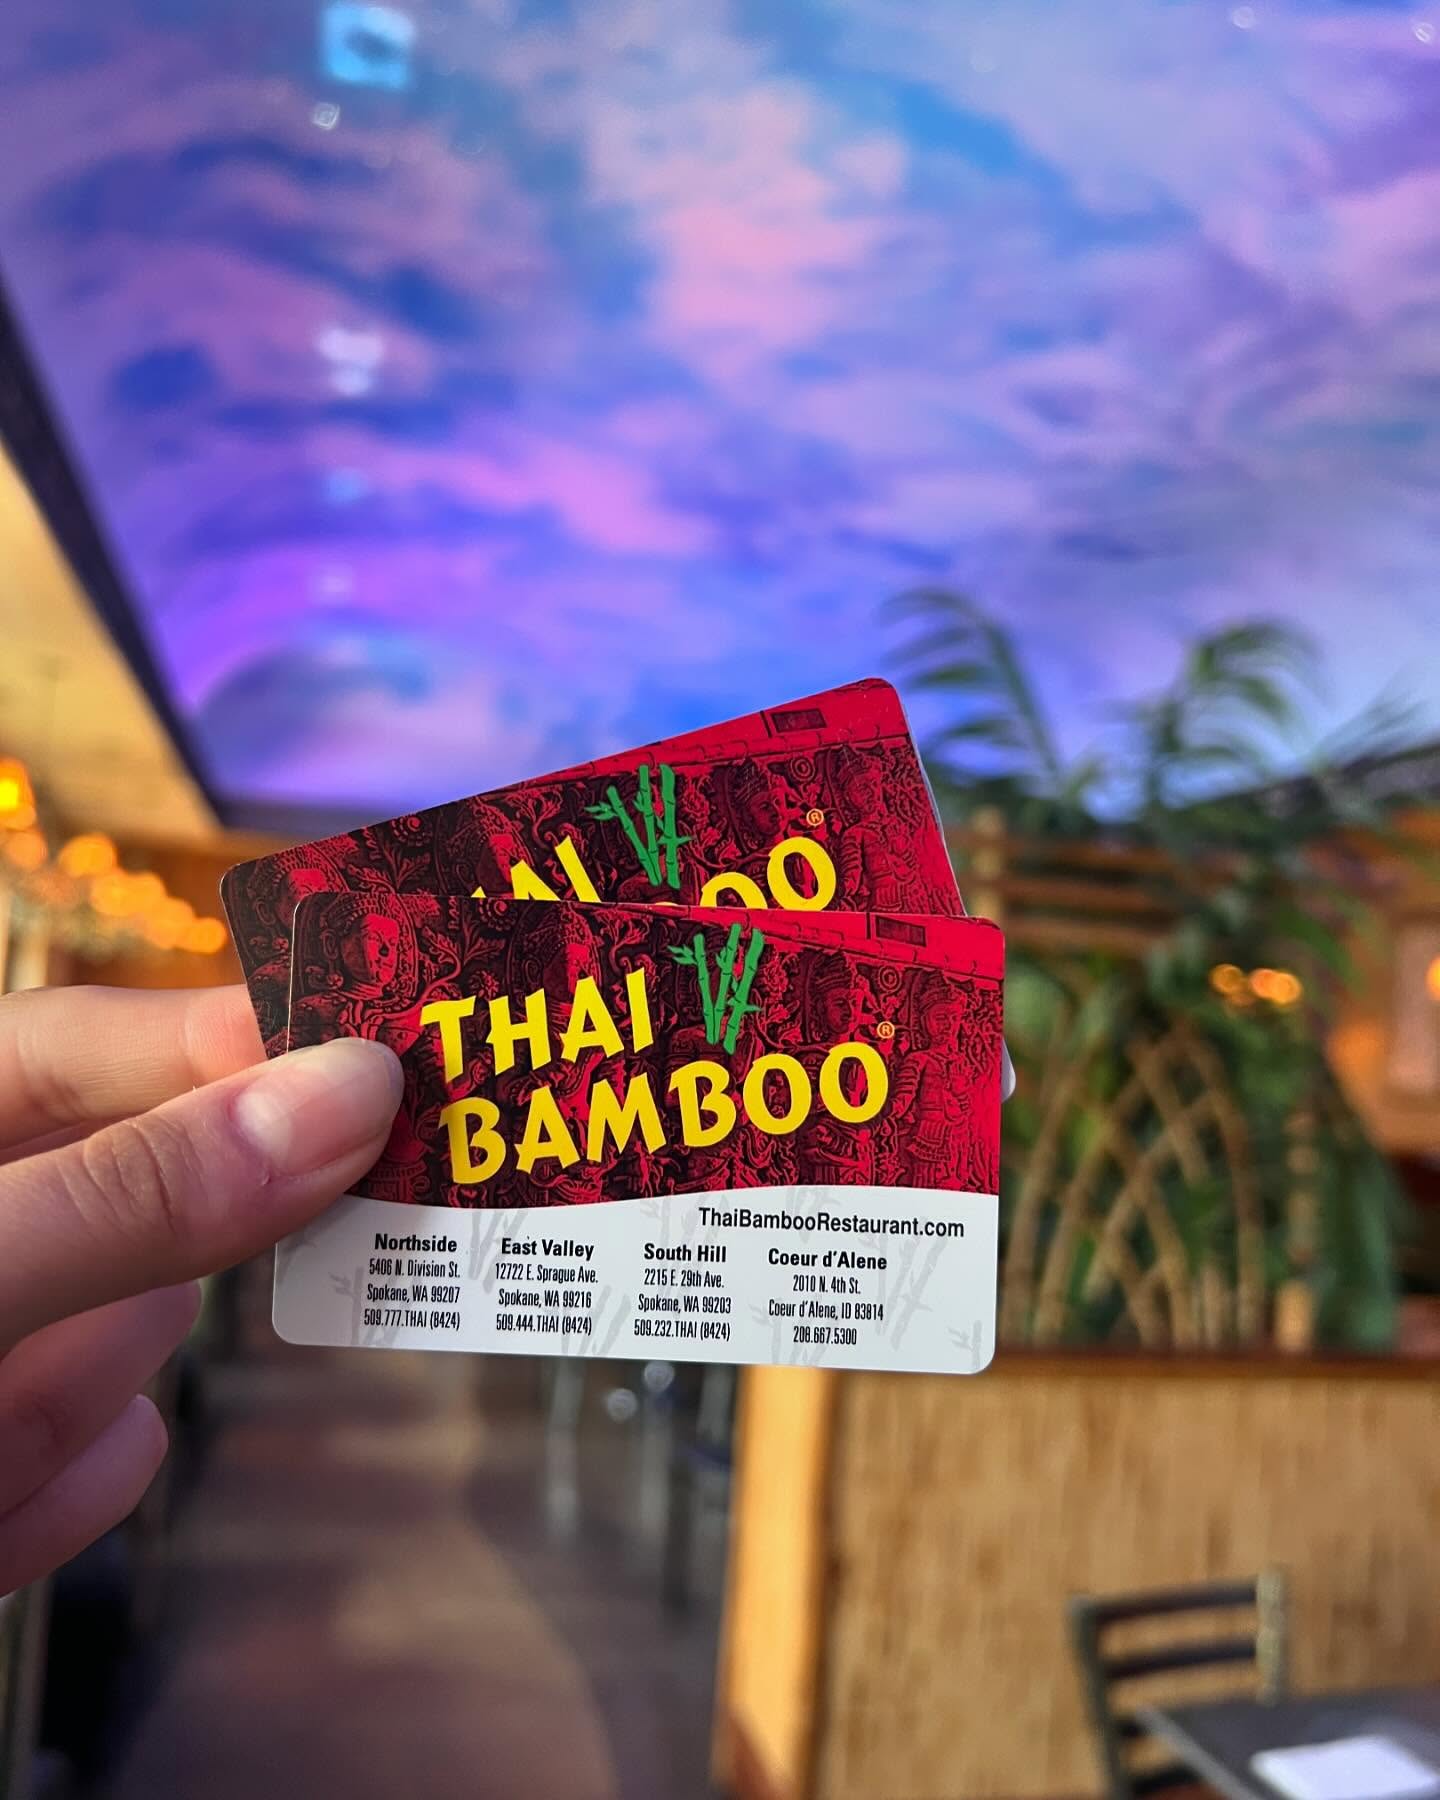 AI
OO®
THAI
BAMBOO®
ThaiBambooRestaurant.com
Northside
5406 N. Division St.
Spokane, WA 99207
509.777.THAI (8424)
East Valley
12722 E. Sprague Ave.
Spokane, WA 99216
509.444.THAI (8424)
South Hill
2215 E. 29th Ave.
Spokane, WA 99203
509.232.THAI (8424)
Coeur d'Alene
2010 N. 4th St.
Coeur d'Alene, ID 83814
208.667.5300